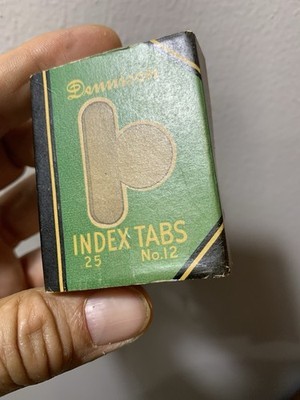 Dennison
INDEX TABS
25 No.12